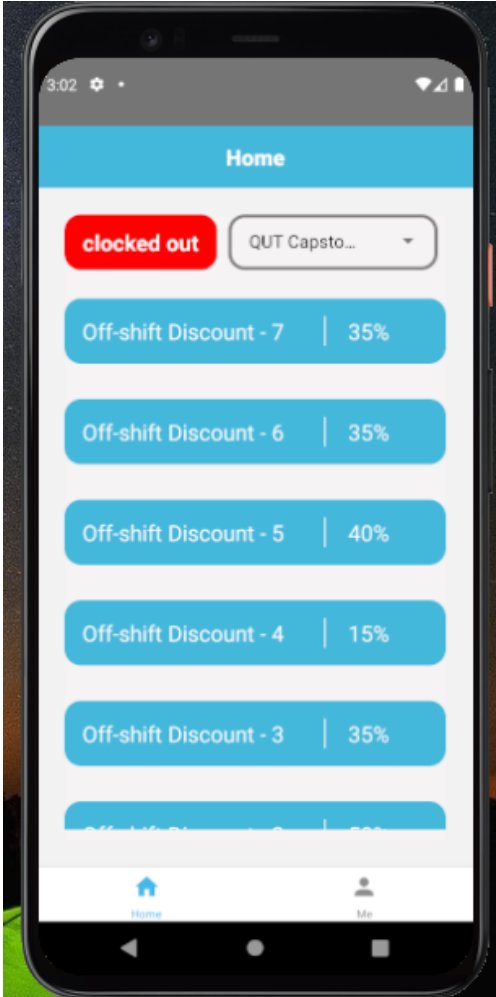 3:02
Home
clocked out
QUT Capsto...
Off-shift Discount - 7 35%
Off-shift Discount - 6 35%
Off-shift Discount - 5 40%
Off-shift Discount - 4 15%
Off-shift Discount - 3 35%
Home
Me